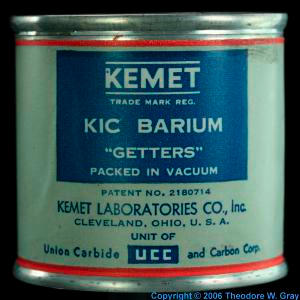 KEMET
TRADE MARK REG.
KIC BARIUM
"GETTERS"
PACKED IN VACUUM
PATENT NO. 2180714
KEMET LABORATORIES CO., Inc.
CLEVELAND, OHIO, U. S. A.
UNIT OF
Union Carbide UCC and Carbon Corp.
Copyright © 2006 Theodore W. Gray